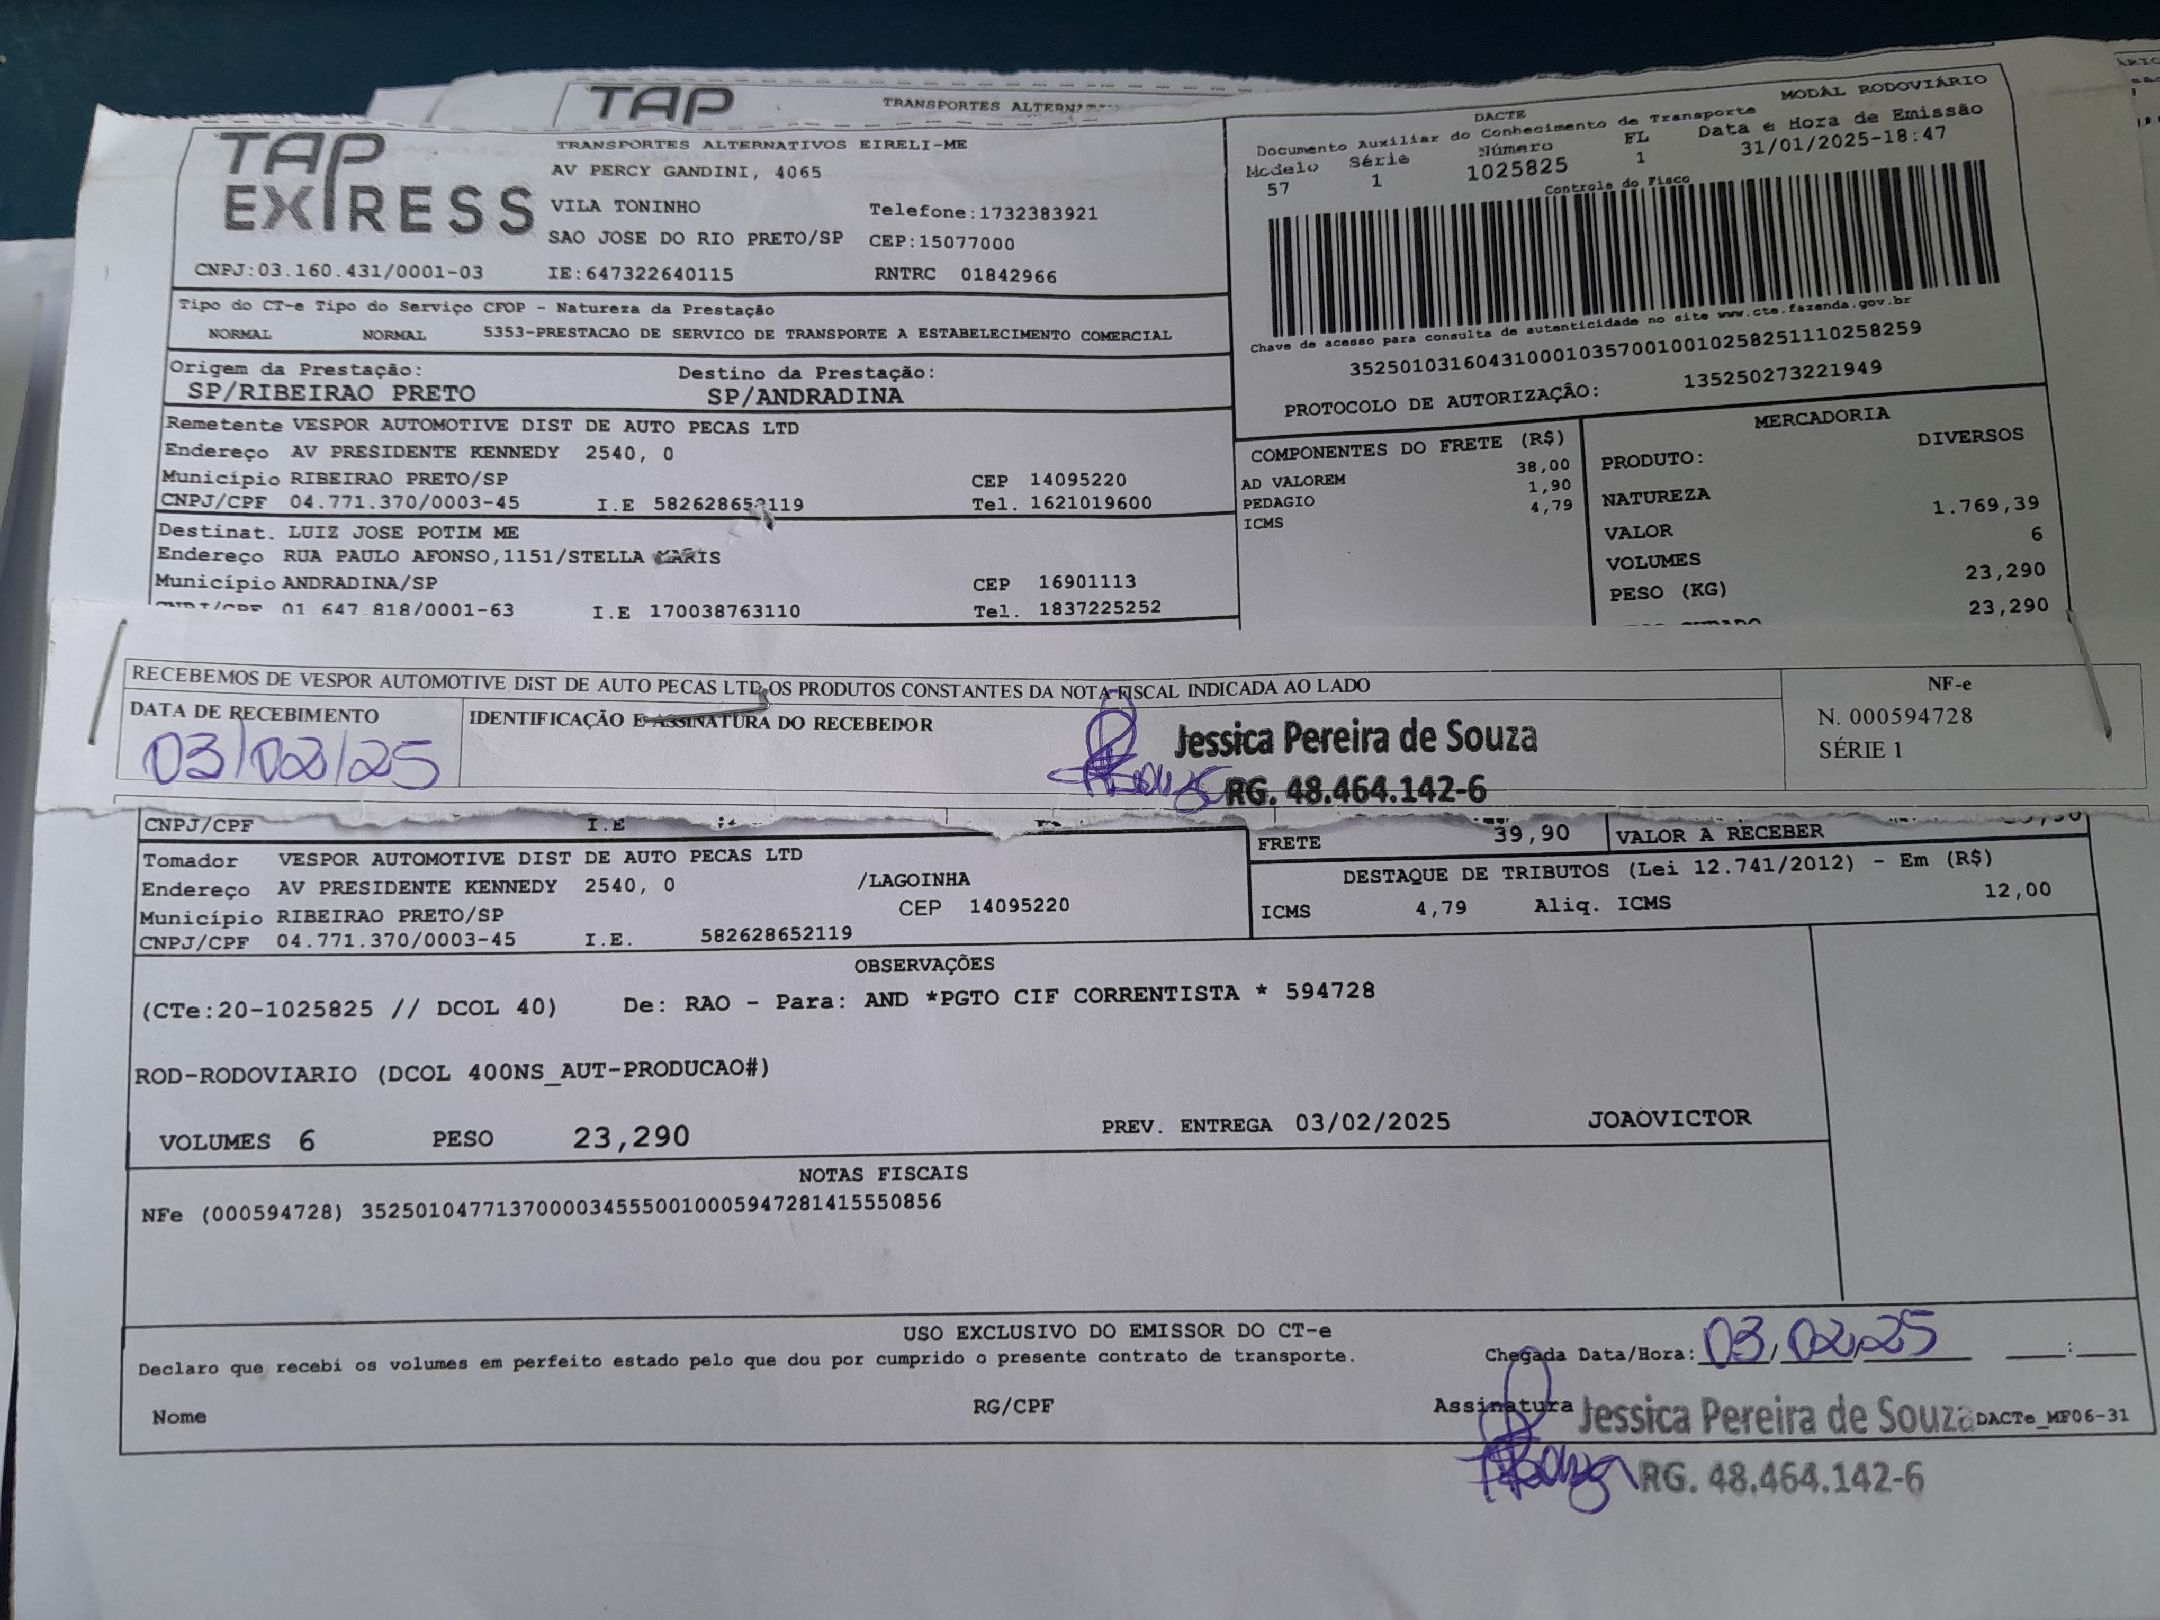 TAP
TRANSPORTES
TAP EXPRESS
TRANSPORTES ALTERNATIVOS EIRELI-ME
AV PERCY GANDINI, 4065
VILA TONINHO Telefone:1732383921
SAO JOSE DO RIO PRETO/SP CEP:15077000
CNPJ:03.160.431/0001-03 IE:647322640115 RNTRC 01842966
DACTE MODAL RODOVIÁRIO
Documento Auxiliar do Conhecimento de Transporte
Modelo Série Número FL Data e Hora de Emissão
57 1 1025825 1 31/01/2025-18:47
Controle do Fisco
Chave de acesso para consulta de autenticidade no site www.cte.fazenda.gov.br
35250103160431000103570010010258251110258259
PROTOCOLO DE AUTORIZAÇÃO: 135250273221949
Tipo do CT-e Tipo do Serviço CFOP - Natureza da Prestação
NORMAL NORMAL 5353-PRESTACAO DE SERVICO DE TRANSPORTE A ESTABELECIMENTO COMERCIAL
Origem da Prestação: Destino da Prestação:
SP/RIBEIRAO PRETO SP/ANDRADINA
Remetente VESPOR AUTOMOTIVE DIST DE AUTO PECAS LTD
Endereço AV PRESIDENTE KENNEDY 2540, 0
Município RIBEIRAO PRETO/SP CEP 14095220
CNPJ/CPF 04.771.370/0003-45 I.E 582628652119 Tel. 1621019600
Destinat. LUIZ JOSE POTIM ME
Endereço RUA PAULO AFONSO,1151/STELLA MARIS
Município ANDRADINA/SP CEP 16901113
CNPJ/CPF 01.647.818/0001-63 I.E 170038763110 Tel. 1837225252
COMPONENTES DO FRETE (R$)
AD VALOREM 38,00
PEDAGIO 1,90
ICMS 4,79
MERCADORIA
PRODUTO: DIVERSOS
NATUREZA
VALOR 1.769,39
VOLUMES 6
PESO (KG) 23,290
23,290
RECEBEMOS DE VESPOR AUTOMOTIVE DIST DE AUTO PECAS LTD OS PRODUTOS CONSTANTES DA NOTA FISCAL INDICADA AO LADO
DATA DE RECEBIMENTO
03/02/25
IDENTIFICAÇÃO E ASSINATURA DO RECEBEDOR
Jessica Pereira de Souza
RG. 48.464.142-6
NF-e
N. 000594728
SÉRIE 1
CNPJ/CPF I.E
FRETE 39,90 VALOR A RECEBER
Tomador VESPOR AUTOMOTIVE DIST DE AUTO PECAS LTD
Endereço AV PRESIDENTE KENNEDY 2540, 0 /LAGOINHA
Município RIBEIRAO PRETO/SP CEP 14095220
CNPJ/CPF 04.771.370/0003-45 I.E. 582628652119
DESTAQUE DE TRIBUTOS (Lei 12.741/2012) - Em (R$)
ICMS 4,79 Aliq. ICMS 12,00
OBSERVAÇÕES
(CTe:20-1025825 // DCOL 40) De: RAO - Para: AND *PGTO CIF CORRENTISTA * 594728
ROD-RODOVIARIO (DCOL 400NS_AUT-PRODUCAO#)
VOLUMES 6 PESO 23,290 PREV. ENTREGA 03/02/2025 JOAOVICTOR
NOTAS FISCAIS
NFe (000594728) 35250104771370000345550010005947281415550856
USO EXCLUSIVO DO EMISSOR DO CT-e
Declaro que recebi os volumes em perfeito estado pelo que dou por cumprido o presente contrato de transporte. Chegada Data/Hora: 03/02/25
Nome RG/CPF Assinatura Jessica Pereira de Souza DACTe_MF06-31
RG. 48.464.142-6